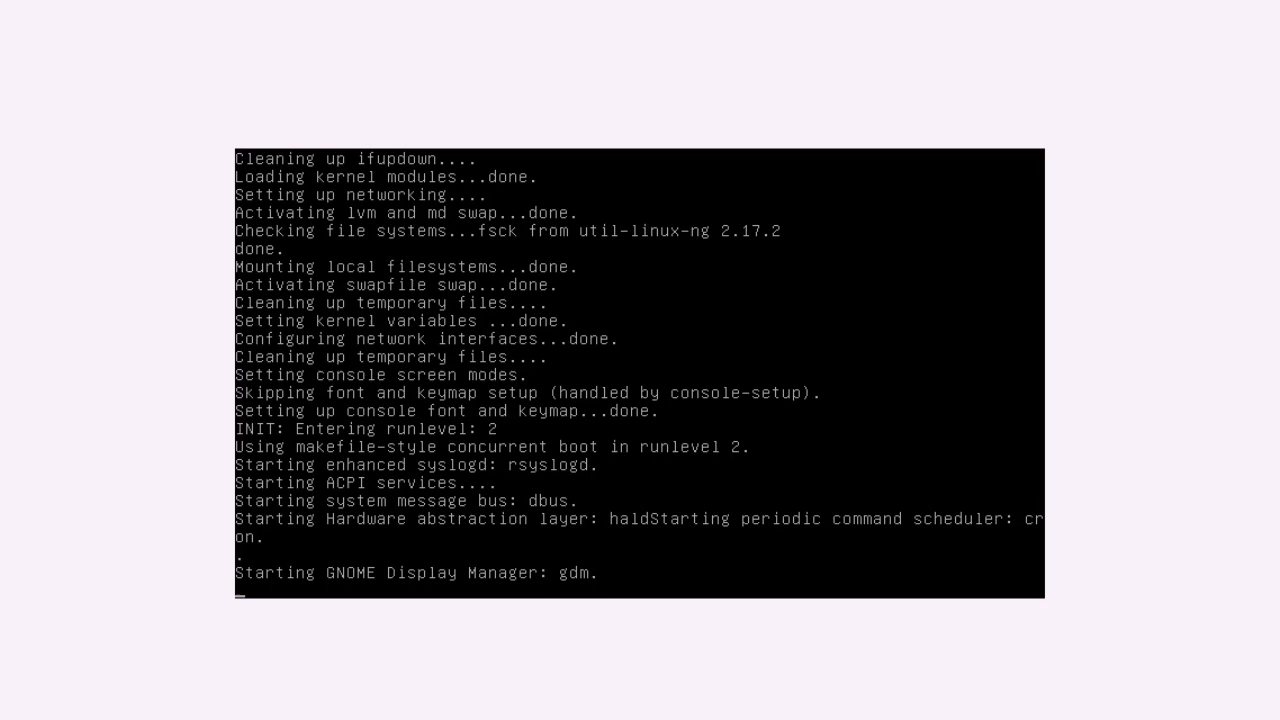 Cleaning up ifupdown....
Loading kernel modules...done.
Setting up networking....
Activating lvm and md swap...done.
Checking file systems...fsck from util-linux-ng 2.17.2
done.
Mounting local filesystems...done.
Activating swapfile swap...done.
Cleaning up temporary files....
Setting kernel variables ...done.
Configuring network interfaces...done.
Cleaning up temporary files....
Setting console screen modes.
Skipping font and keymap setup (handled by console-setup).
Setting up console font and keymap...done.
INIT: Entering runlevel: 2
Using makefile-style concurrent boot in runlevel 2.
Starting enhanced syslogd: rsyslogd.
Starting ACPI services....
Starting system message bus: dbus.
Starting Hardware abstraction layer: haldStarting periodic command scheduler: cr
on.
.
Starting GNOME Display Manager: gdm.